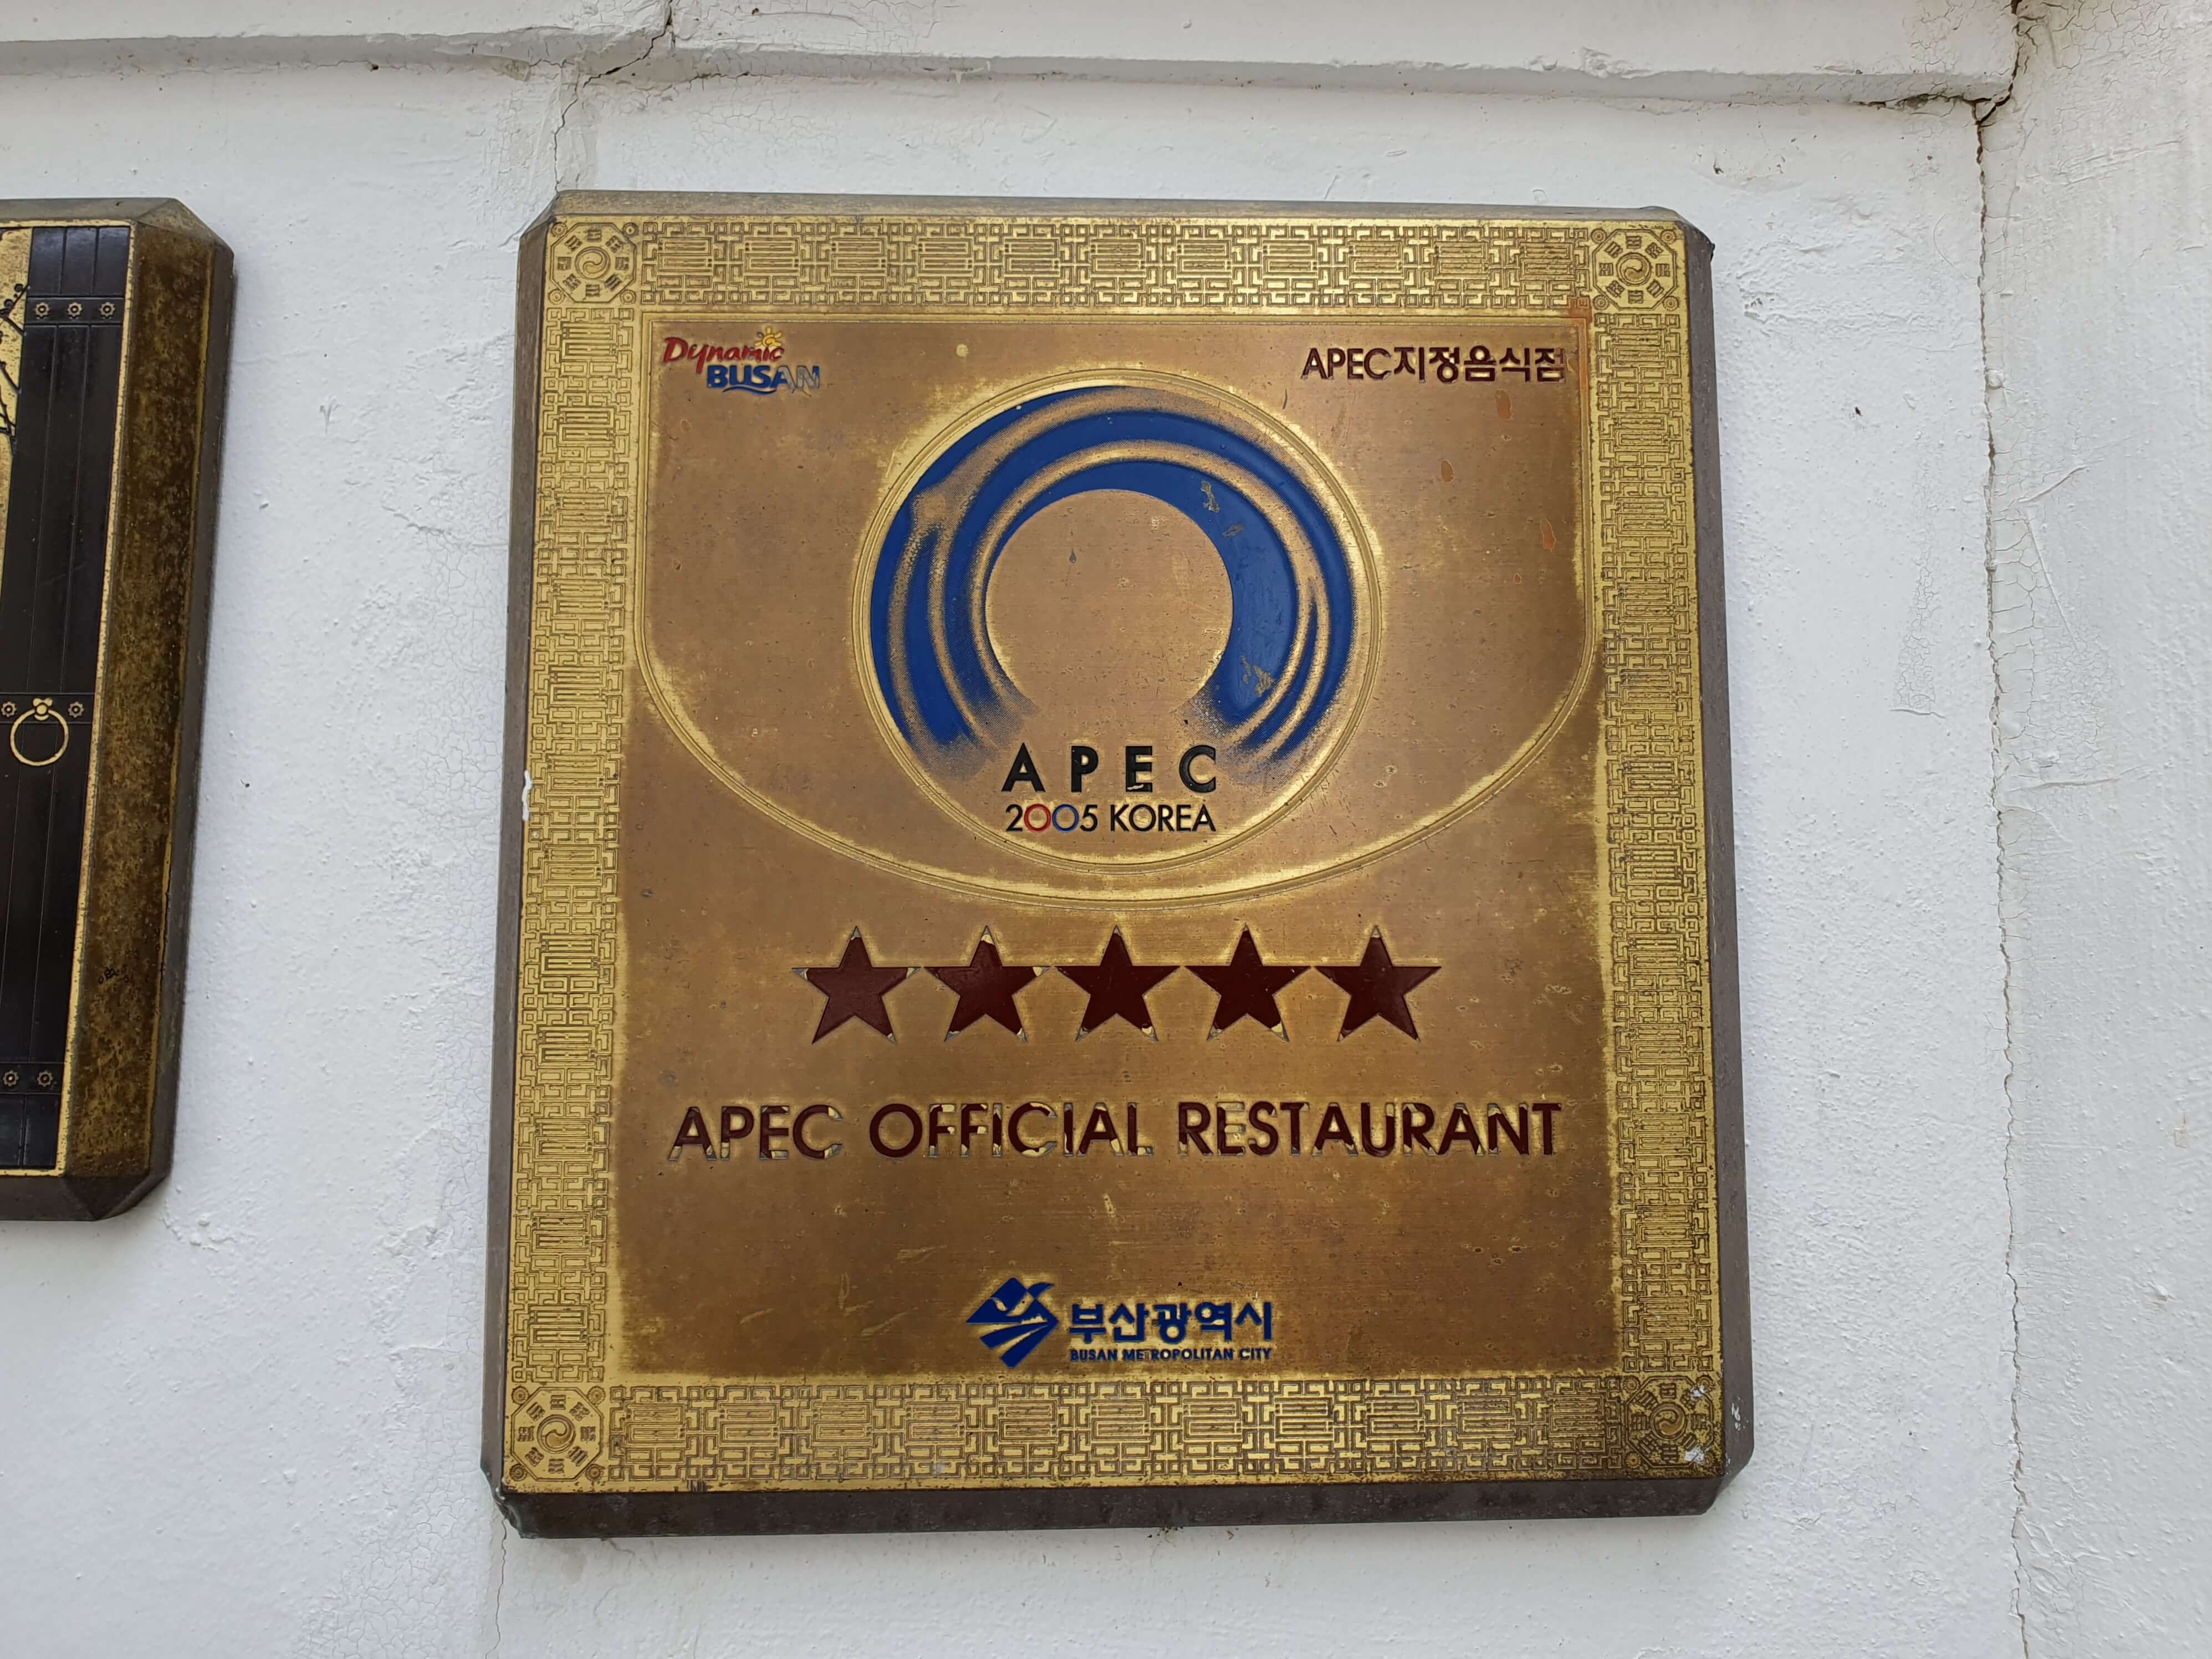 Dynamic
BUSAN
APEC지정음식점
APEC
2005 KOREA
APEC OFFICIAL RESTAURANT
부산광역시
BUSAN METROPOLITAN CITY